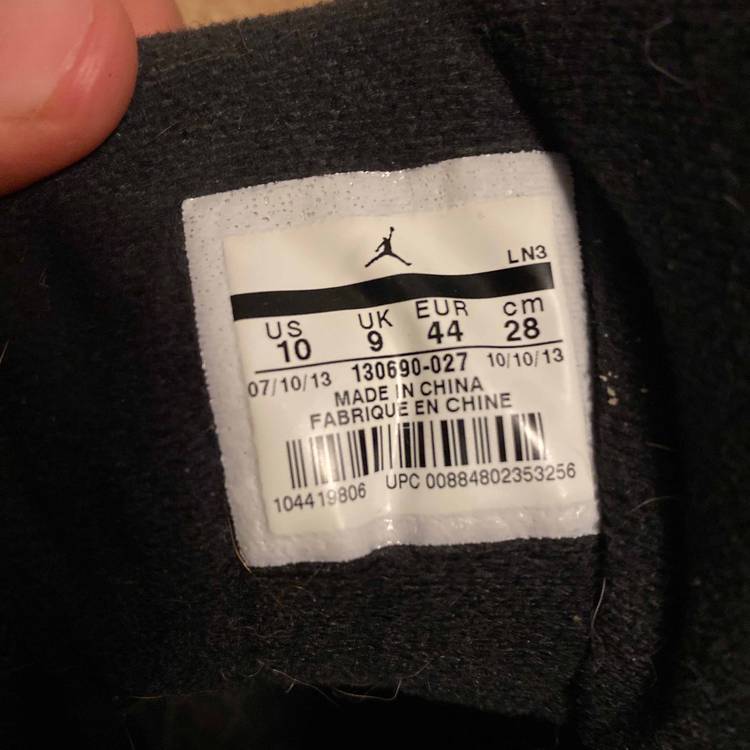 LN3
US UK EUR cm
10 9 44 28
07/10/13 130690-027 10/10/13
MADE IN CHINA
FABRIQUE EN CHINE
104419806 UPC 00884802353256